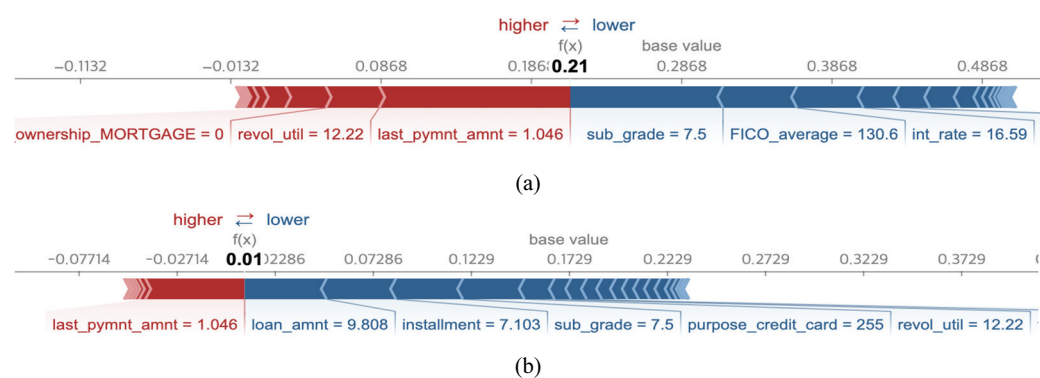 higher ⇄ lower
f(x) base value
−0.1132 −0.0132 0.0868 0.186 0.21 0.2868 0.3868 0.4868
ownership_MORTGAGE = 0 revol_util = 12.22 last_pymnt_amnt = 1.046 sub_grade = 7.5 FICO_average = 130.6 int_rate = 16.59
(a)
higher ⇄ lower
f(x) base value
−0.07714 −0.02714 0.01 02286 0.07286 0.1229 0.1729 0.2229 0.2729 0.3229 0.3729
last_pymnt_amnt = 1.046 loan_amnt = 9.808 installment = 7.103 sub_grade = 7.5 purpose_credit_card = 255 revol_util = 12.22
(b)